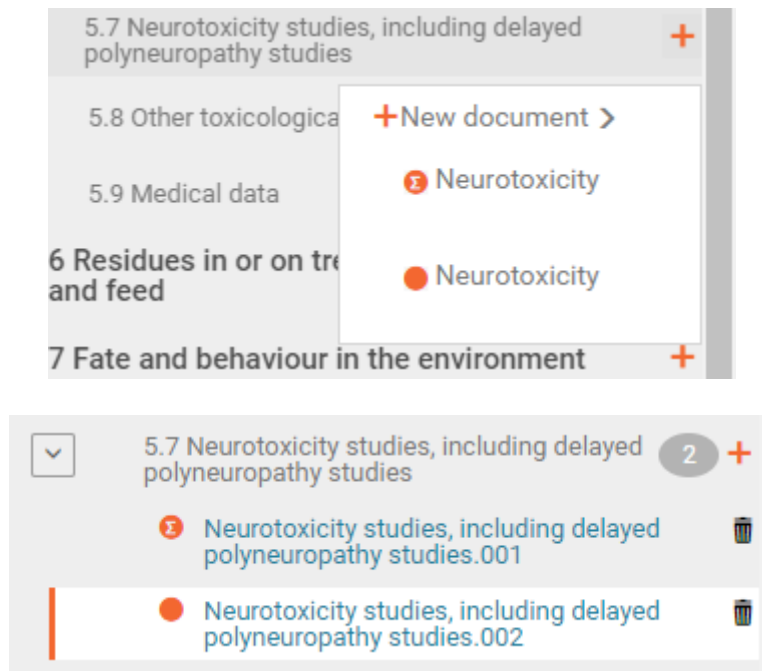 5.7 Neurotoxicity studies, including delayed
polyneuropathy studies
5.8 Other toxicologica
+New document >
Σ Neurotoxicity
5.9 Medical data
Neurotoxicity
6 Residues in or on tre
and feed
7 Fate and behaviour in the environment
5.7 Neurotoxicity studies, including delayed
polyneuropathy studies
2
Σ Neurotoxicity studies, including delayed
polyneuropathy studies.001
Neurotoxicity studies, including delayed
polyneuropathy studies.002